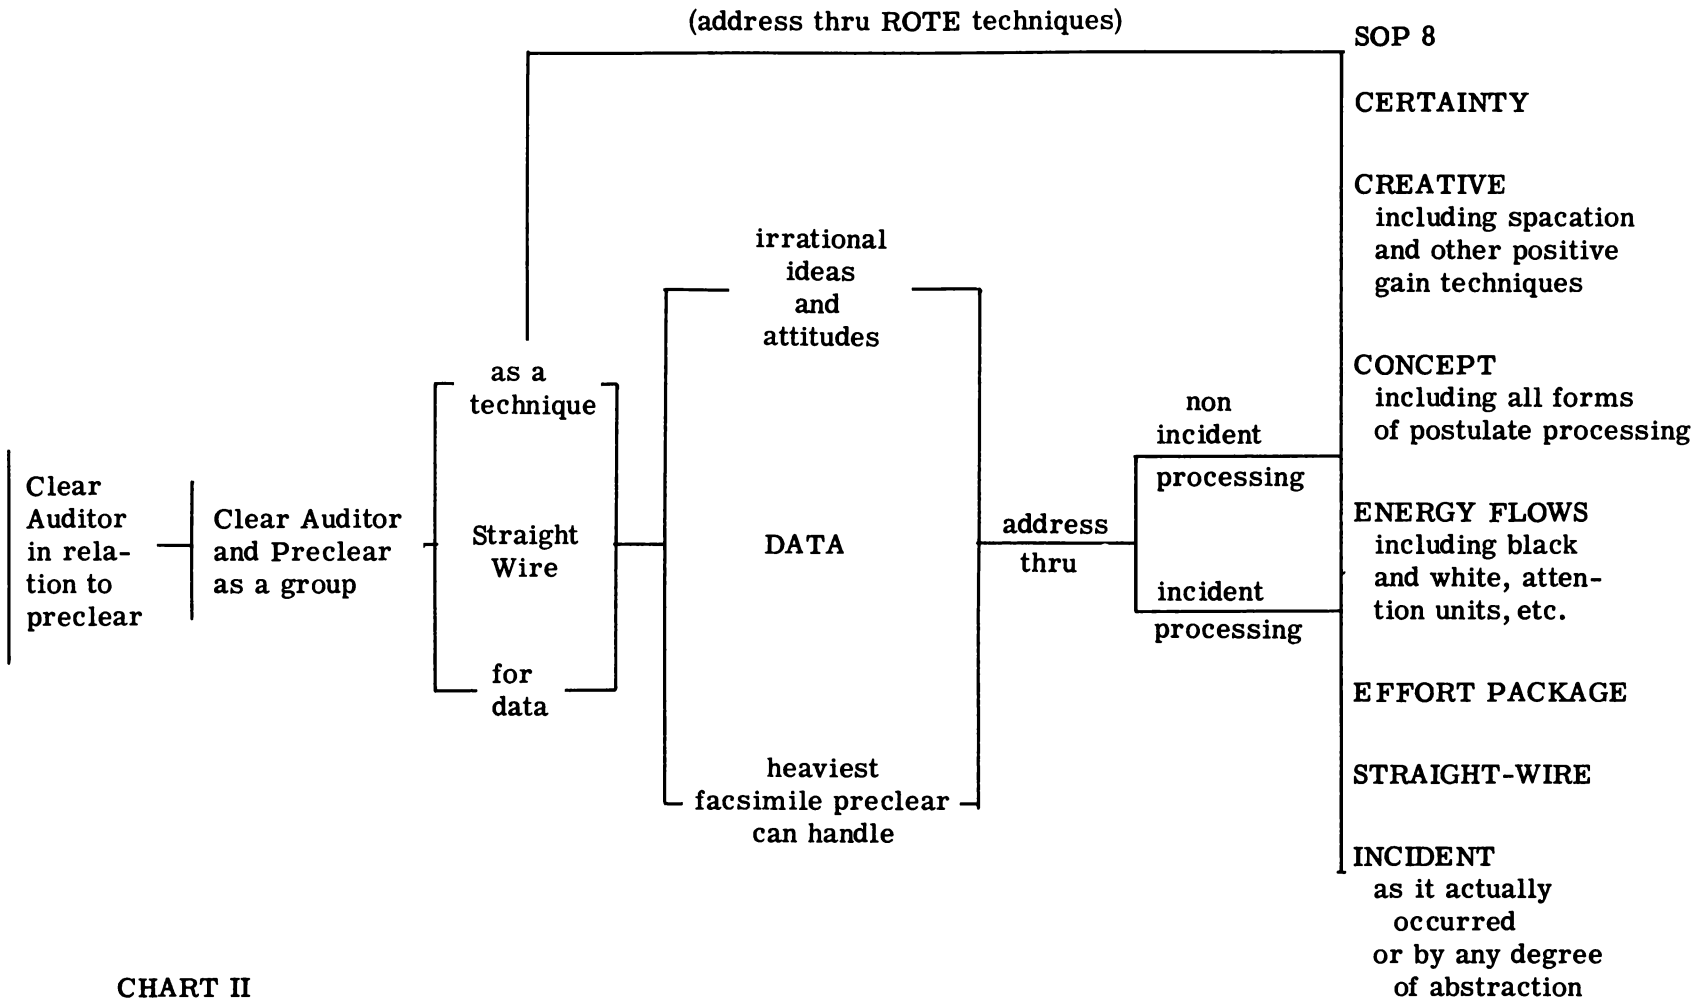 (address thru ROTE techniques)
SOP 8
CERTAINTY
CREATIVE
including spacation
and other positive
gain techniques
CONCEPT
including all forms
of postulate processing
ENERGY FLOWS
including black
and white, atten-
tion units, etc.
EFFORT PACKAGE
STRAIGHT-WIRE
INCIDENT
as it actually
occurred
or by any degree
of abstraction
Clear
Auditor
in rela-
tion to
preclear
Clear Auditor
and Preclear
as a group
as a
technique
Straight
Wire
for
data
irrational
ideas
and
attitudes
DATA
heaviest
facsimile preclear
can handle
address
thru
non
incident
processing
incident
processing
CHART II